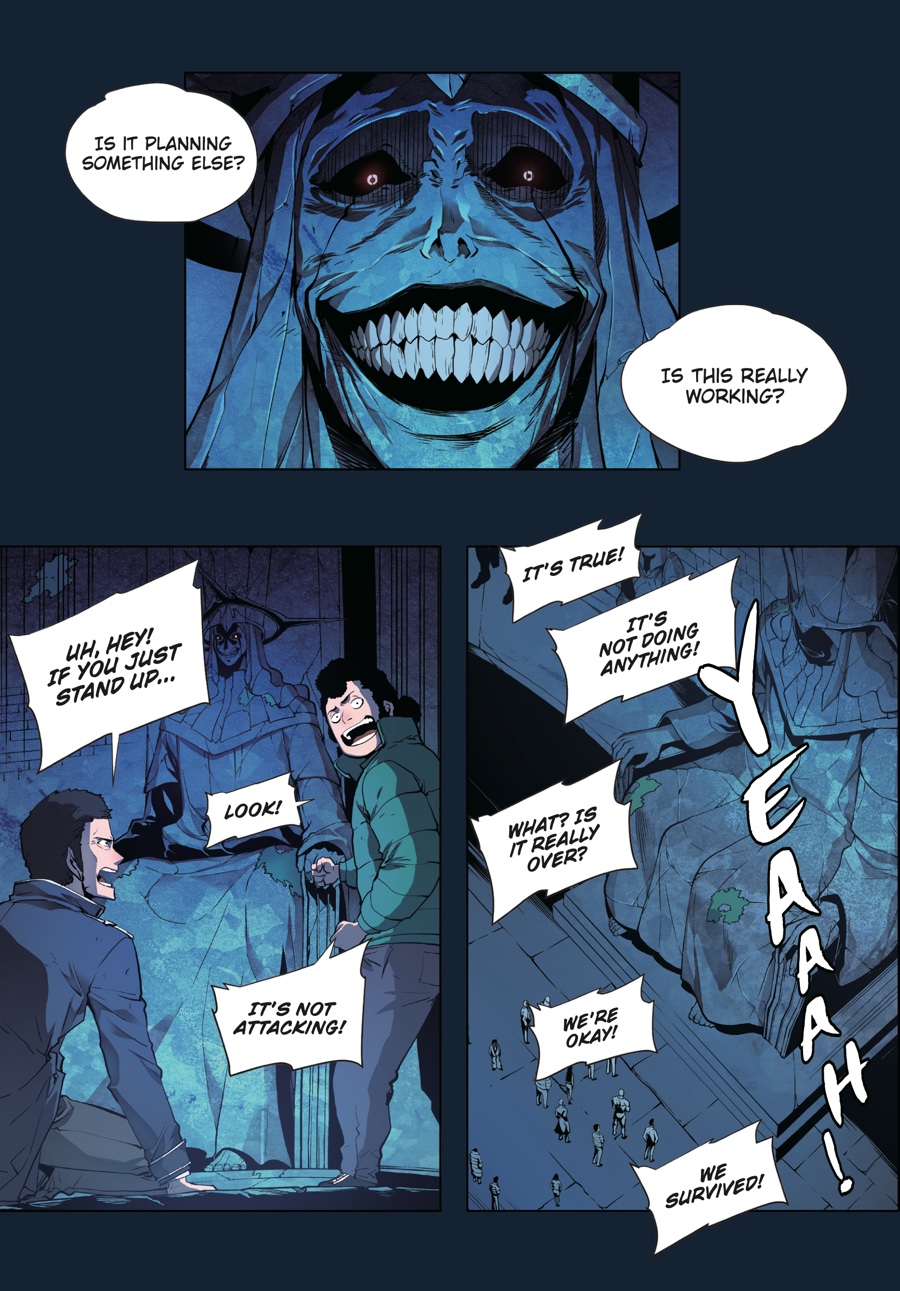 IS IT PLANNING
SOMETHING ELSE?
IS THIS REALLY
WORKING?
UH, HEY!
IF YOU JUST
STAND UP...
LOOK!
IT'S NOT
ATTACKING!
IT'S TRUE!
IT'S
NOT DOING
ANYTHING!
YEAAAH!
WHAT? IS
IT REALLY
OVER?
WE'RE
OKAY!
WE
SURVIVED!